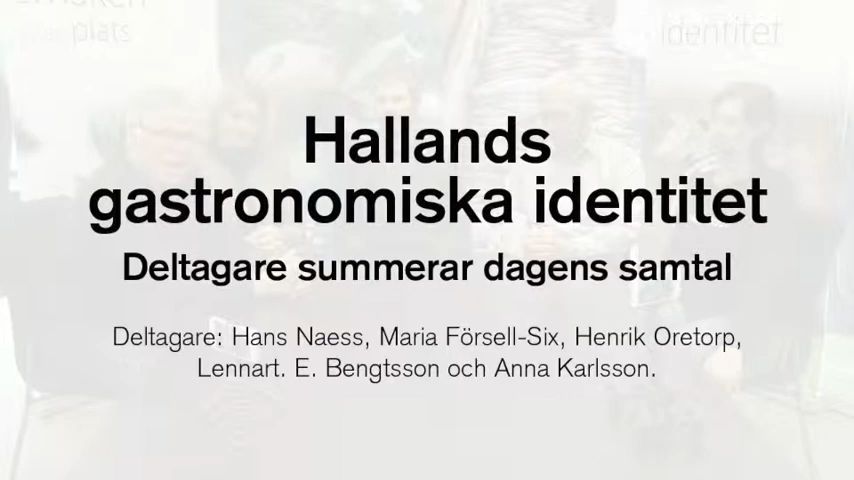 plats
identitet
Hallands
gastronomiska identitet
Deltagare summerar dagens samtal
Deltagare: Hans Naess, Maria Försell-Six, Henrik Oretorp,
Lennart. E. Bengtsson och Anna Karlsson.